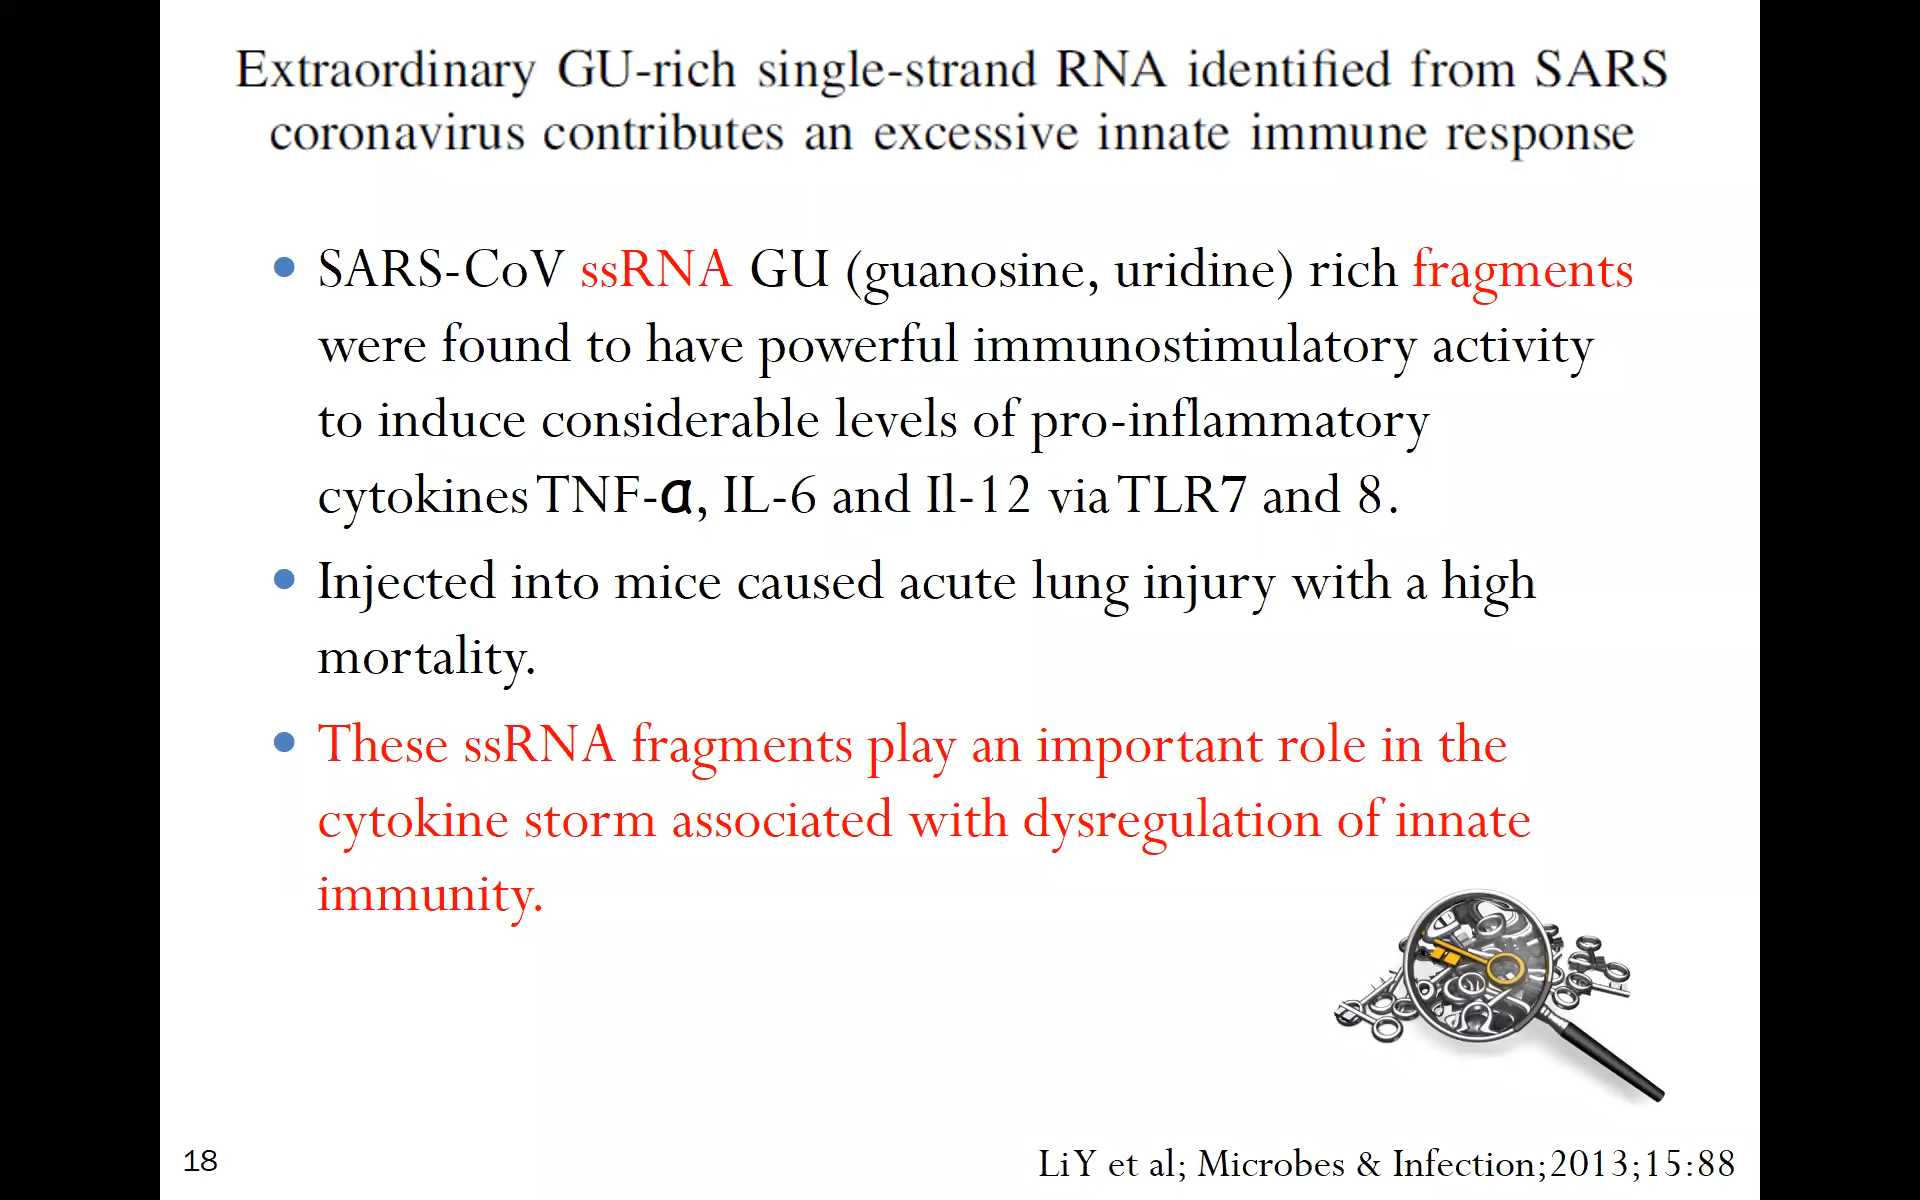 Extraordinary GU-rich single-strand RNA identified from SARS
coronavirus contributes an excessive innate immune response
• SARS-CoV ssRNA GU (guanosine, uridine) rich fragments
were found to have powerful immunostimulatory activity
to induce considerable levels of pro-inflammatory
cytokines TNF-α, IL-6 and Il-12 via TLR7 and 8.
• Injected into mice caused acute lung injury with a high
mortality.
• These ssRNA fragments play an important role in the
cytokine storm associated with dysregulation of innate
immunity.
18
Li Y et al; Microbes & Infection;2013;15:88